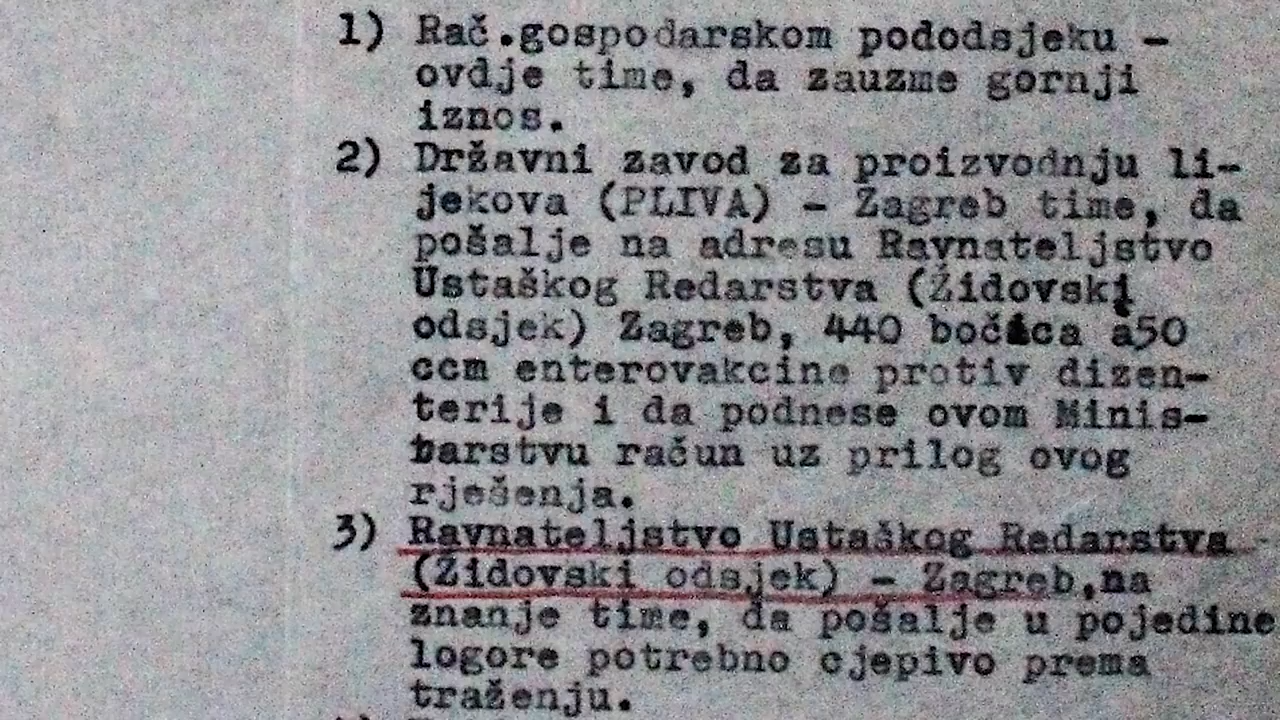 1) Rač.gospodarskom pododsjeku -
ovdje time, da zauzme gornji
iznos.
2) Državni zavod za proizvodnju li-
jekova (PLIVA) - Zagreb time, da
pošalje na adresu Ravnateljstvo
Ustaškog Redarstva (Židovski
odsjek) Zagreb, 440 bočica a50
ccm enterovakcine protiv dizen-
terije i da podnese ovom Minis-
tarstvu račun uz prilog ovog
rješenja.
3) Ravnateljstvo Ustaškog Redarstva -
(Židovski odsjek) - Zagreb,na
znanje time, da pošalje u pojedine
logore potrebno cjepivo prema
traženju.